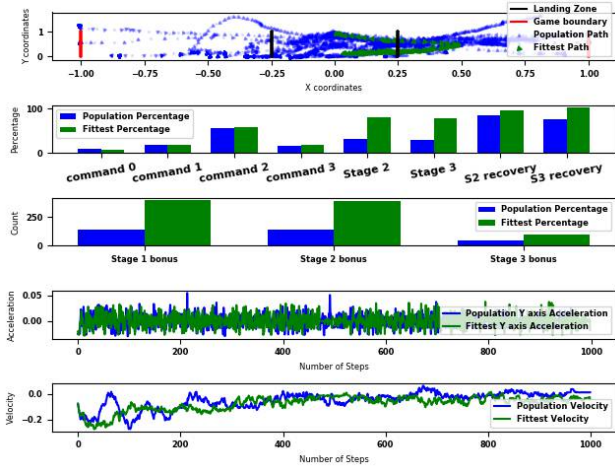 Landing Zone
Game boundary
Population Path
Fittest Path
Y coordinates
1
0
−1.00
−0.75
−0.50
−0.25
0.00
0.25
0.50
0.75
1.00
X coordinates
Percentage
100
0
Population Percentage
Fittest Percentage
command 0
command 1
command 2
command 3
Stage 2
Stage 3
S2 recovery
S3 recovery
Count
250
0
Population Percentage
Fittest Percentage
Stage 1 bonus
Stage 2 bonus
Stage 3 bonus
Acceleration
0.05
0.00
Population Y axis Acceleration
Fittest Y axis Acceleration
0
200
400
600
800
1000
Number of Steps
Velocity
0.0
−0.2
Population Velocity
Fittest Velocity
0
200
400
600
800
1000
Number of Steps